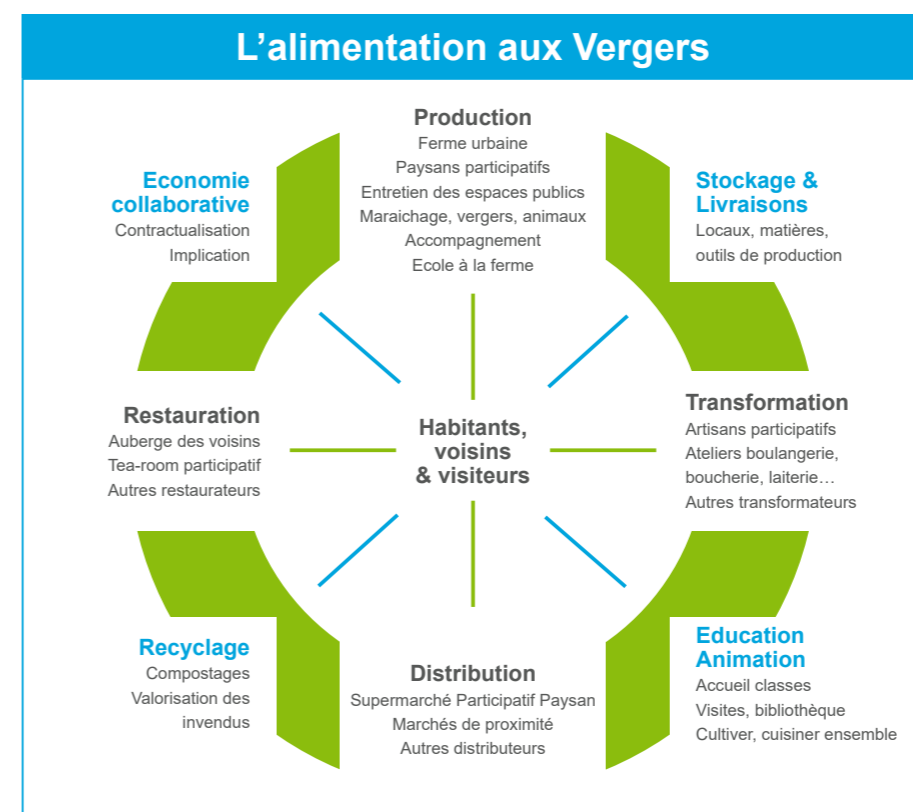 L’alimentation aux Vergers
Production
Ferme urbaine
Paysans participatifs
Entretien des espaces publics
Maraichage, vergers, animaux
Accompagnement
Ecole à la ferme
Economie
collaborative
Contractualisation
Implication
Stockage &
Livraisons
Locaux, matières,
outils de production
Restauration
Auberge des voisins
Tea-room participatif
Autres restaurateurs
Habitants,
voisins
& visiteurs
Transformation
Artisans participatifs
Ateliers boulangerie,
boucherie, laiterie…
Autres transformateurs
Recyclage
Compostages
Valorisation des
invendus
Distribution
Supermarché Participatif Paysan
Marchés de proximité
Autres distributeurs
Education
Animation
Accueil classes
Visites, bibliothèque
Cultiver, cuisiner ensemble